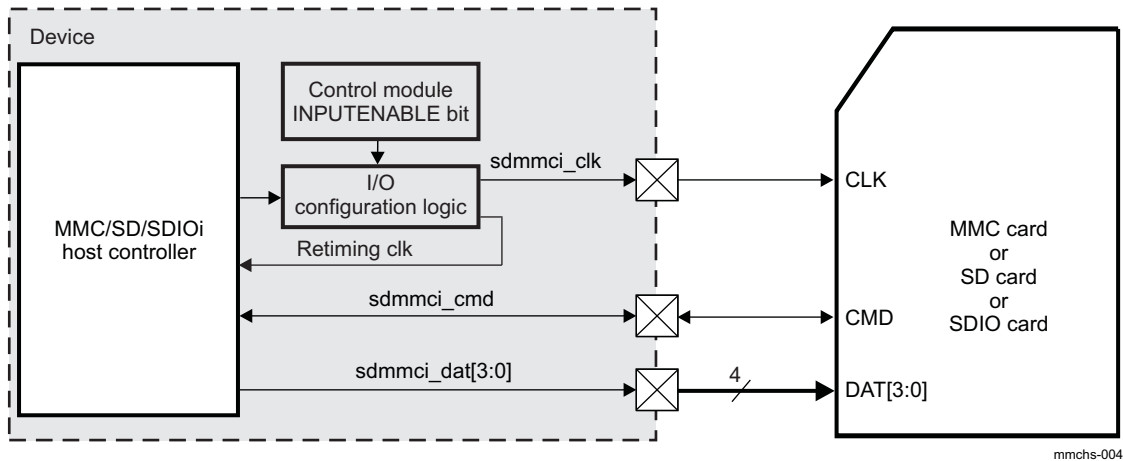 Device
Control module
INPUTENABLE bit
sdmmci_clk
I/O
configuration logic
CLK
MMC/SD/SDIOi
host controller
Retiming clk
MMC card
or
SD card
or
SDIO card
sdmmci_cmd
CMD
sdmmci_dat[3:0]
4
DAT[3:0]
mmchs-004